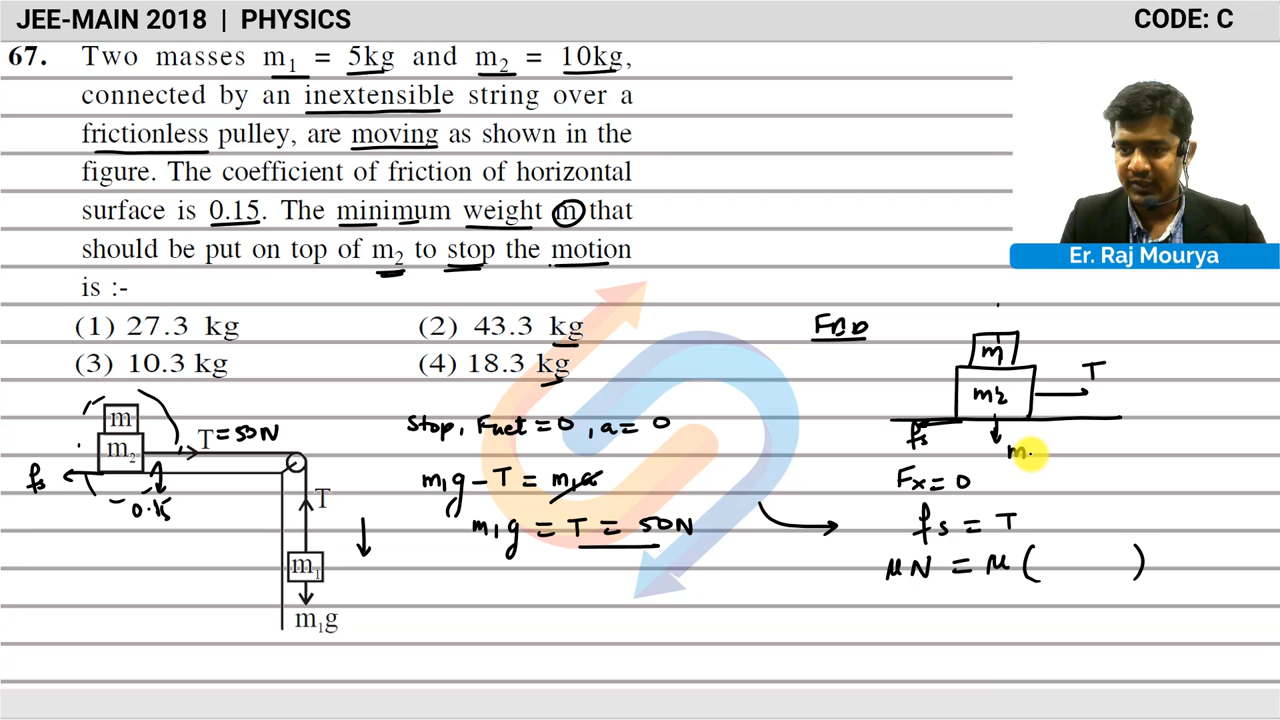 JEE-MAIN 2018 | PHYSICS
CODE: C
67. Two masses m₁ = 5kg and m₂ = 10kg,
connected by an inextensible string over a
frictionless pulley, are moving as shown in the
figure. The coefficient of friction of horizontal
surface is 0.15. The minimum weight m that
should be put on top of m₂ to stop the motion
is :-
(1) 27.3 kg
(2) 43.3 kg
(3) 10.3 kg
(4) 18.3 kg
Er. Raj Mourya
FBD
m
m2
T
fs
m
Fx = 0
fs = T
μN = μ( )
Stop, Fnet = 0, a = 0
m1g - T = m1a
m1g = T = 50N
m
m₂
T = 50N
fs
0.15
T
m₁
m₁g